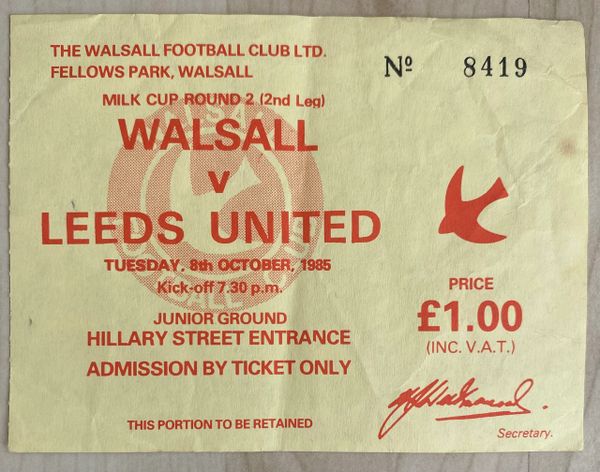 THE WALSALL FOOTBALL CLUB LTD.
FELLOWS PARK, WALSALL
Nº 8419
MILK CUP ROUND 2 (2nd Leg)
WALSALL
v
LEEDS UNITED
TUESDAY, 8th OCTOBER, 1985
Kick-off 7.30 p.m.
JUNIOR GROUND
HILLARY STREET ENTRANCE
ADMISSION BY TICKET ONLY
THIS PORTION TO BE RETAINED
PRICE
£1.00
(INC. V.A.T.)
Secretary.